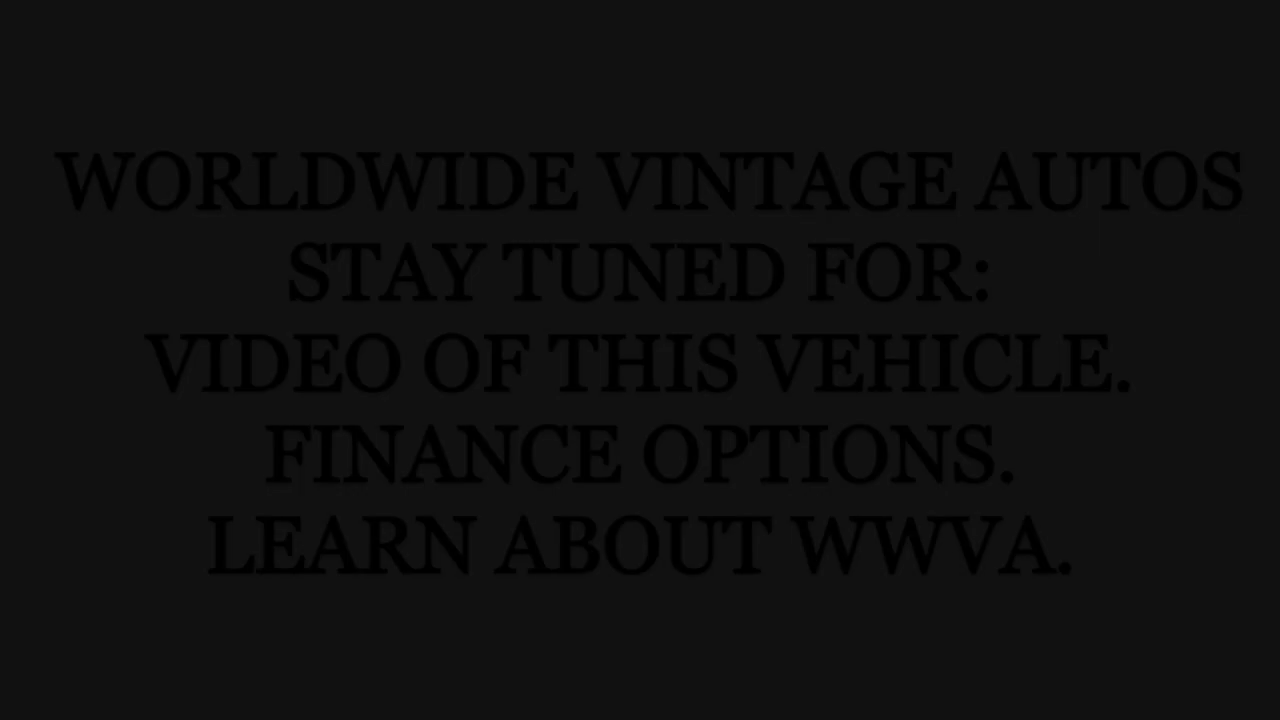 WORLDWIDE VINTAGE AUTOS
STAY TUNED FOR:
VIDEO OF THIS VEHICLE.
FINANCE OPTIONS.
LEARN ABOUT WWVA.